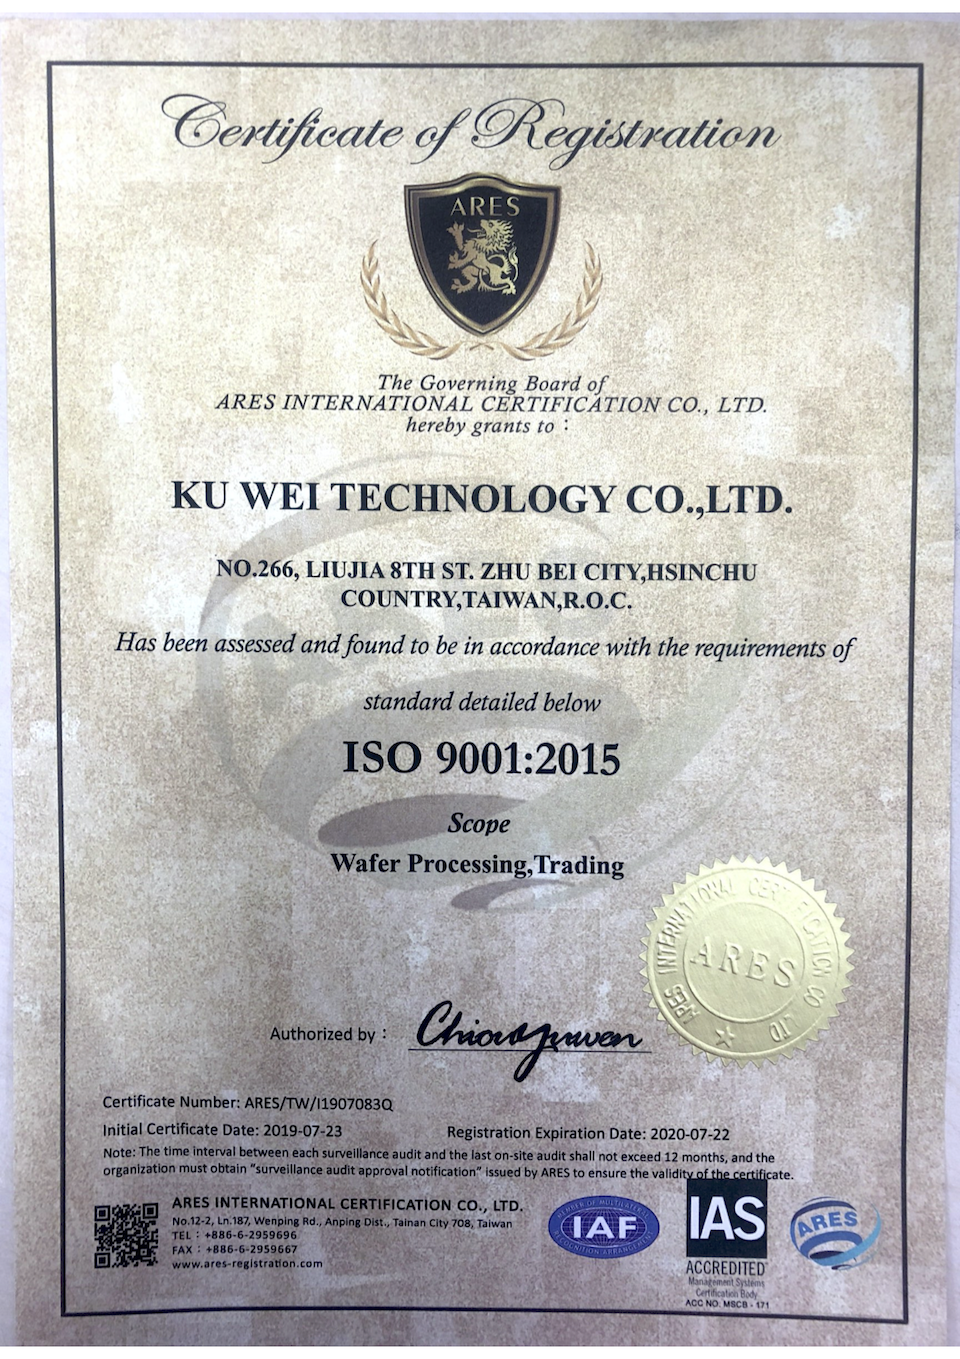 Certificate of Registration
ARES
The Governing Board of
ARES INTERNATIONAL CERTIFICATION CO., LTD.
hereby grants to：
KU WEI TECHNOLOGY CO.,LTD.
NO.266, LIUJIA 8TH ST. ZHU BEI CITY,HSINCHU
COUNTRY,TAIWAN,R.O.C.
Has been assessed and found to be in accordance with the requirements of
standard detailed below
ISO 9001:2015
Scope
Wafer Processing,Trading
ARES INTERNATIONAL CERTIFICATION CO LTD
ARES
Authorized by：
Certificate Number: ARES/TW/I1907083Q
Initial Certificate Date: 2019-07-23 Registration Expiration Date: 2020-07-22
Note: The time interval between each surveillance audit and the last on-site audit shall not exceed 12 months, and the
organization must obtain "surveillance audit approval notification" issued by ARES to ensure the validity of the certificate.
ARES INTERNATIONAL CERTIFICATION CO., LTD.
No.12-2, Ln.187, Wenping Rd., Anping Dist., Tainan City 708, Taiwan
TEL：+886-6-2959696
FAX：+886-6-2959667
www.ares-registration.com
MEMBER OF MULTILATERAL
IAF
RECOGNITION ARRANGEMENT
IAS
ACCREDITED
Management Systems
Certification Body
ACC NO: MSCB - 171
ARES